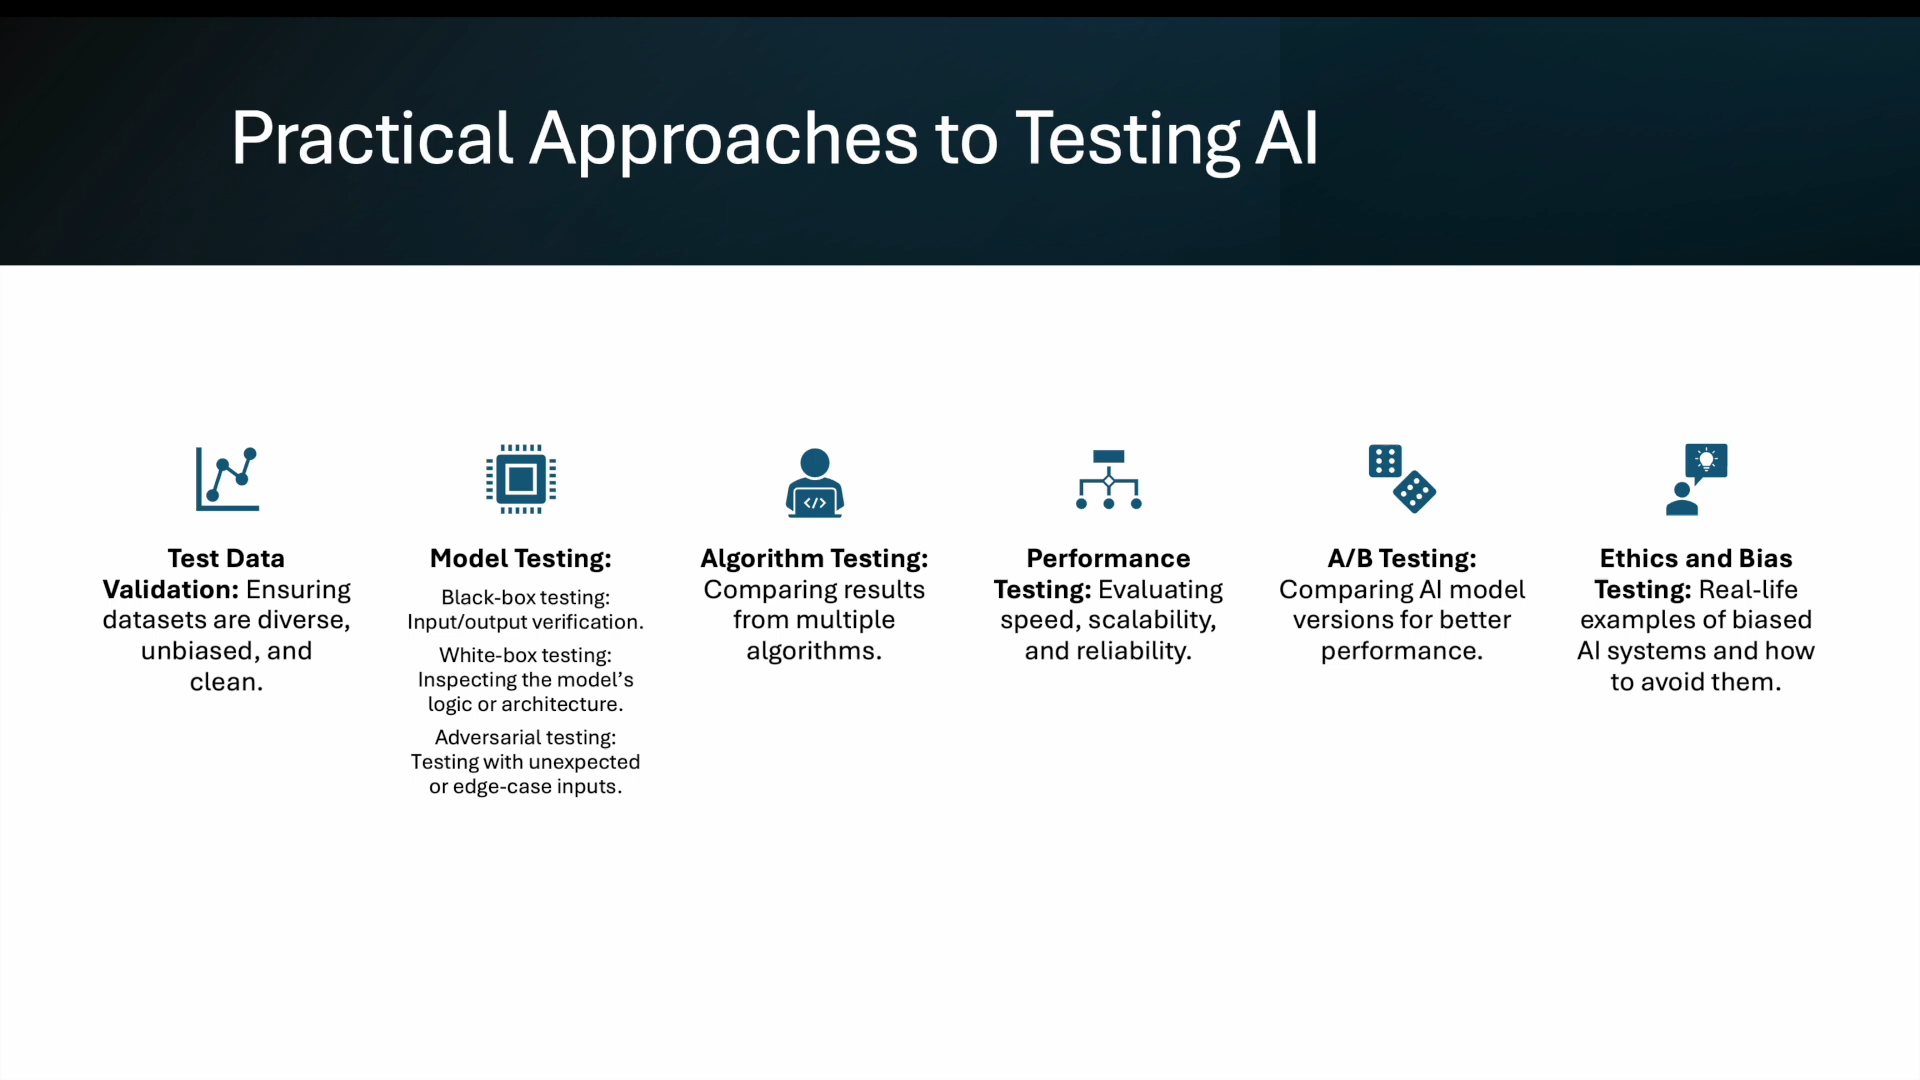 Practical Approaches to Testing AI
</>
Test Data
Validation: Ensuring
datasets are diverse,
unbiased, and
clean.
Model Testing:
Black-box testing:
Input/output verification.
White-box testing:
Inspecting the model’s
logic or architecture.
Adversarial testing:
Testing with unexpected
or edge-case inputs.
Algorithm Testing:
Comparing results
from multiple
algorithms.
Performance
Testing: Evaluating
speed, scalability,
and reliability.
A/B Testing:
Comparing AI model
versions for better
performance.
Ethics and Bias
Testing: Real-life
examples of biased
AI systems and how
to avoid them.